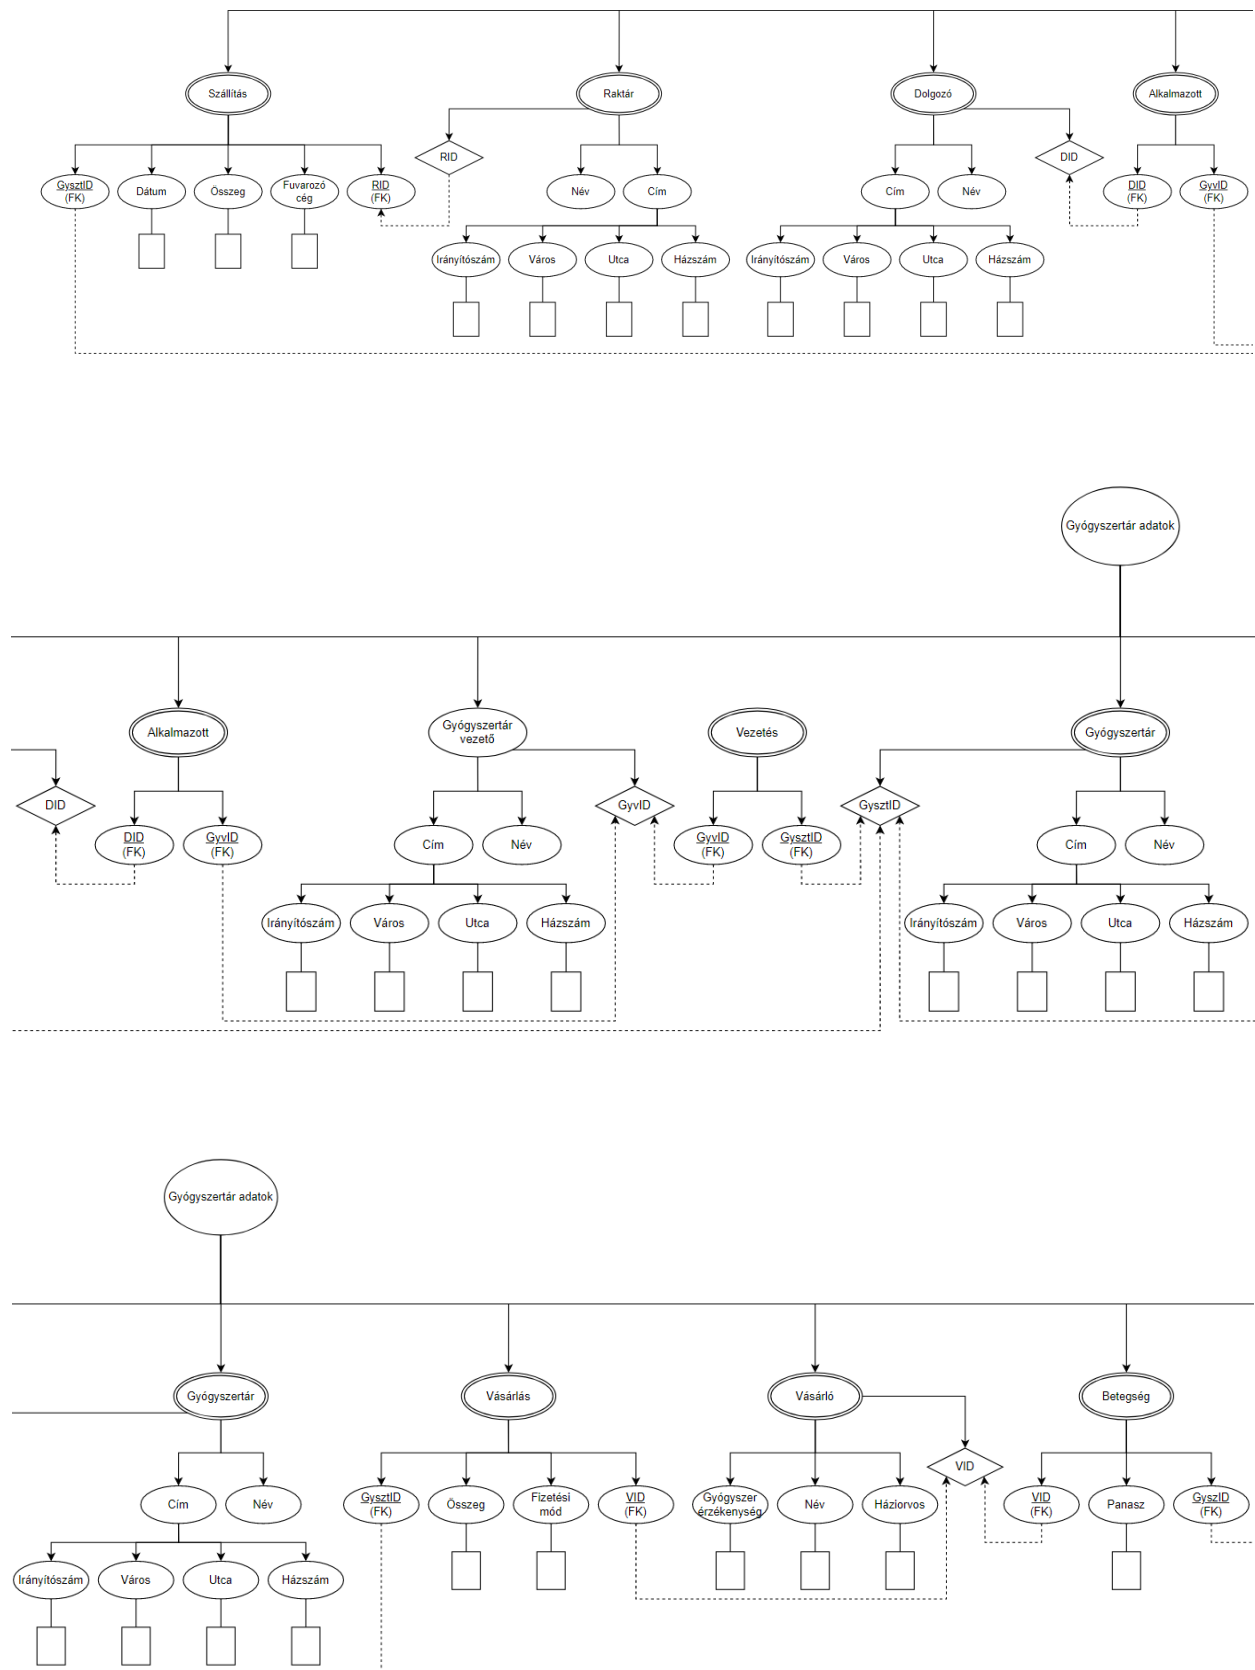 Szállítás
Raktár
Dolgozó
Alkalmazott
RID
DID
GysztID
(FK)
Dátum
Összeg
Fuvarozó
cég
RID
(FK)
Név
Cím
Cím
Név
DID
(FK)
GyvID
(FK)
Irányítószám
Város
Utca
Házszám
Irányítószám
Város
Utca
Házszám
Gyógyszertár adatok
Alkalmazott
Gyógyszertár
vezető
Vezetés
Gyógyszertár
DID
GyvID
GysztID
DID
(FK)
GyvID
(FK)
Cím
Név
GyvID
(FK)
GysztID
(FK)
Cím
Név
Irányítószám
Város
Utca
Házszám
Irányítószám
Város
Utca
Házszám
Gyógyszertár adatok
Gyógyszertár
Vásárlás
Vásárló
Betegség
VID
Cím
Név
GysztID
(FK)
Összeg
Fizetési
mód
VID
(FK)
Gyógyszer
érzékenység
Név
Háziorvos
VID
(FK)
Panasz
GyszID
(FK)
Irányítószám
Város
Utca
Házszám